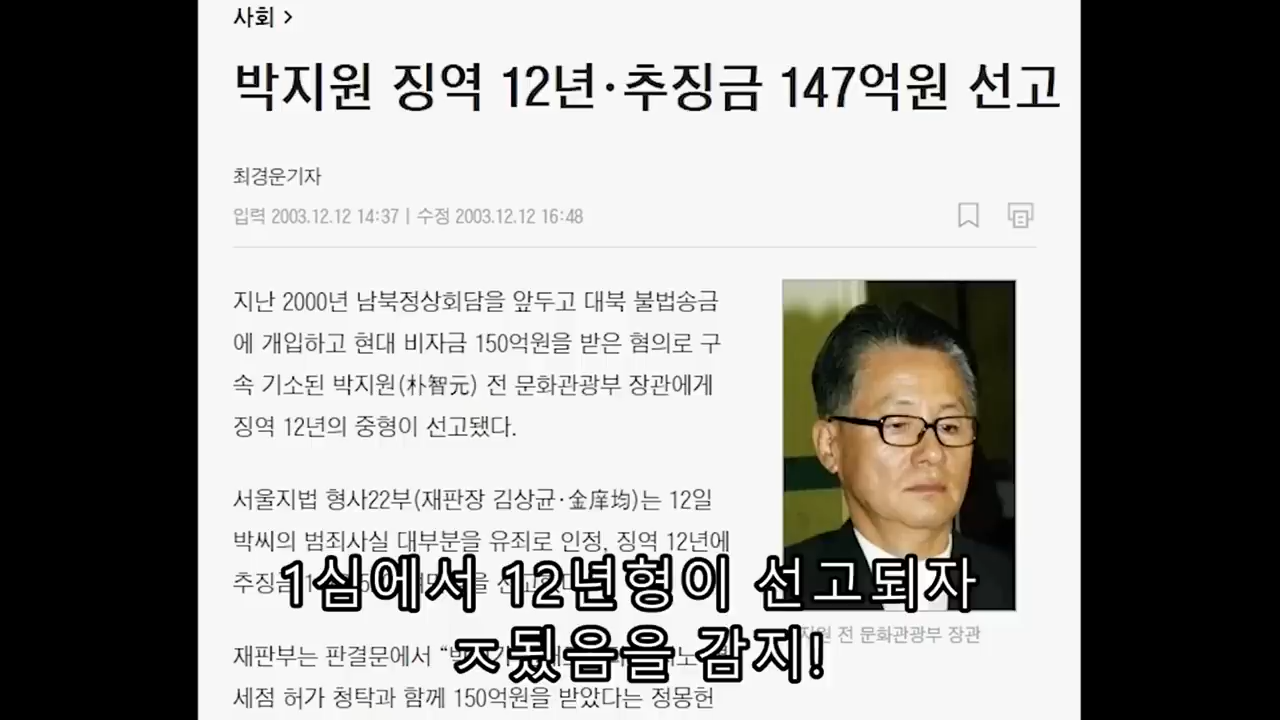 사회 >
박지원 징역 12년·추징금 147억원 선고
최경운기자
입력 2003.12.12 14:37 | 수정 2003.12.12 16:48
지난 2000년 남북정상회담을 앞두고 대북 불법송금
에 개입하고 현대 비자금 150억원을 받은 혐의로 구
속 기소된 박지원(朴智元) 전 문화관광부 장관에게
징역 12년의 중형이 선고됐다.
서울지법 형사22부(재판장 김상균·金庠均)는 12일
박씨의 범죄사실 대부분을 유죄로 인정, 징역 12년에
추징금
지원 전 문화관광부 장관
재판부는 판결문에서
세점 허가 청탁과 함께 150억원을 받았다는 정몽헌
1심에서 12년형이 선고되자
ㅈ됬음을 감지!